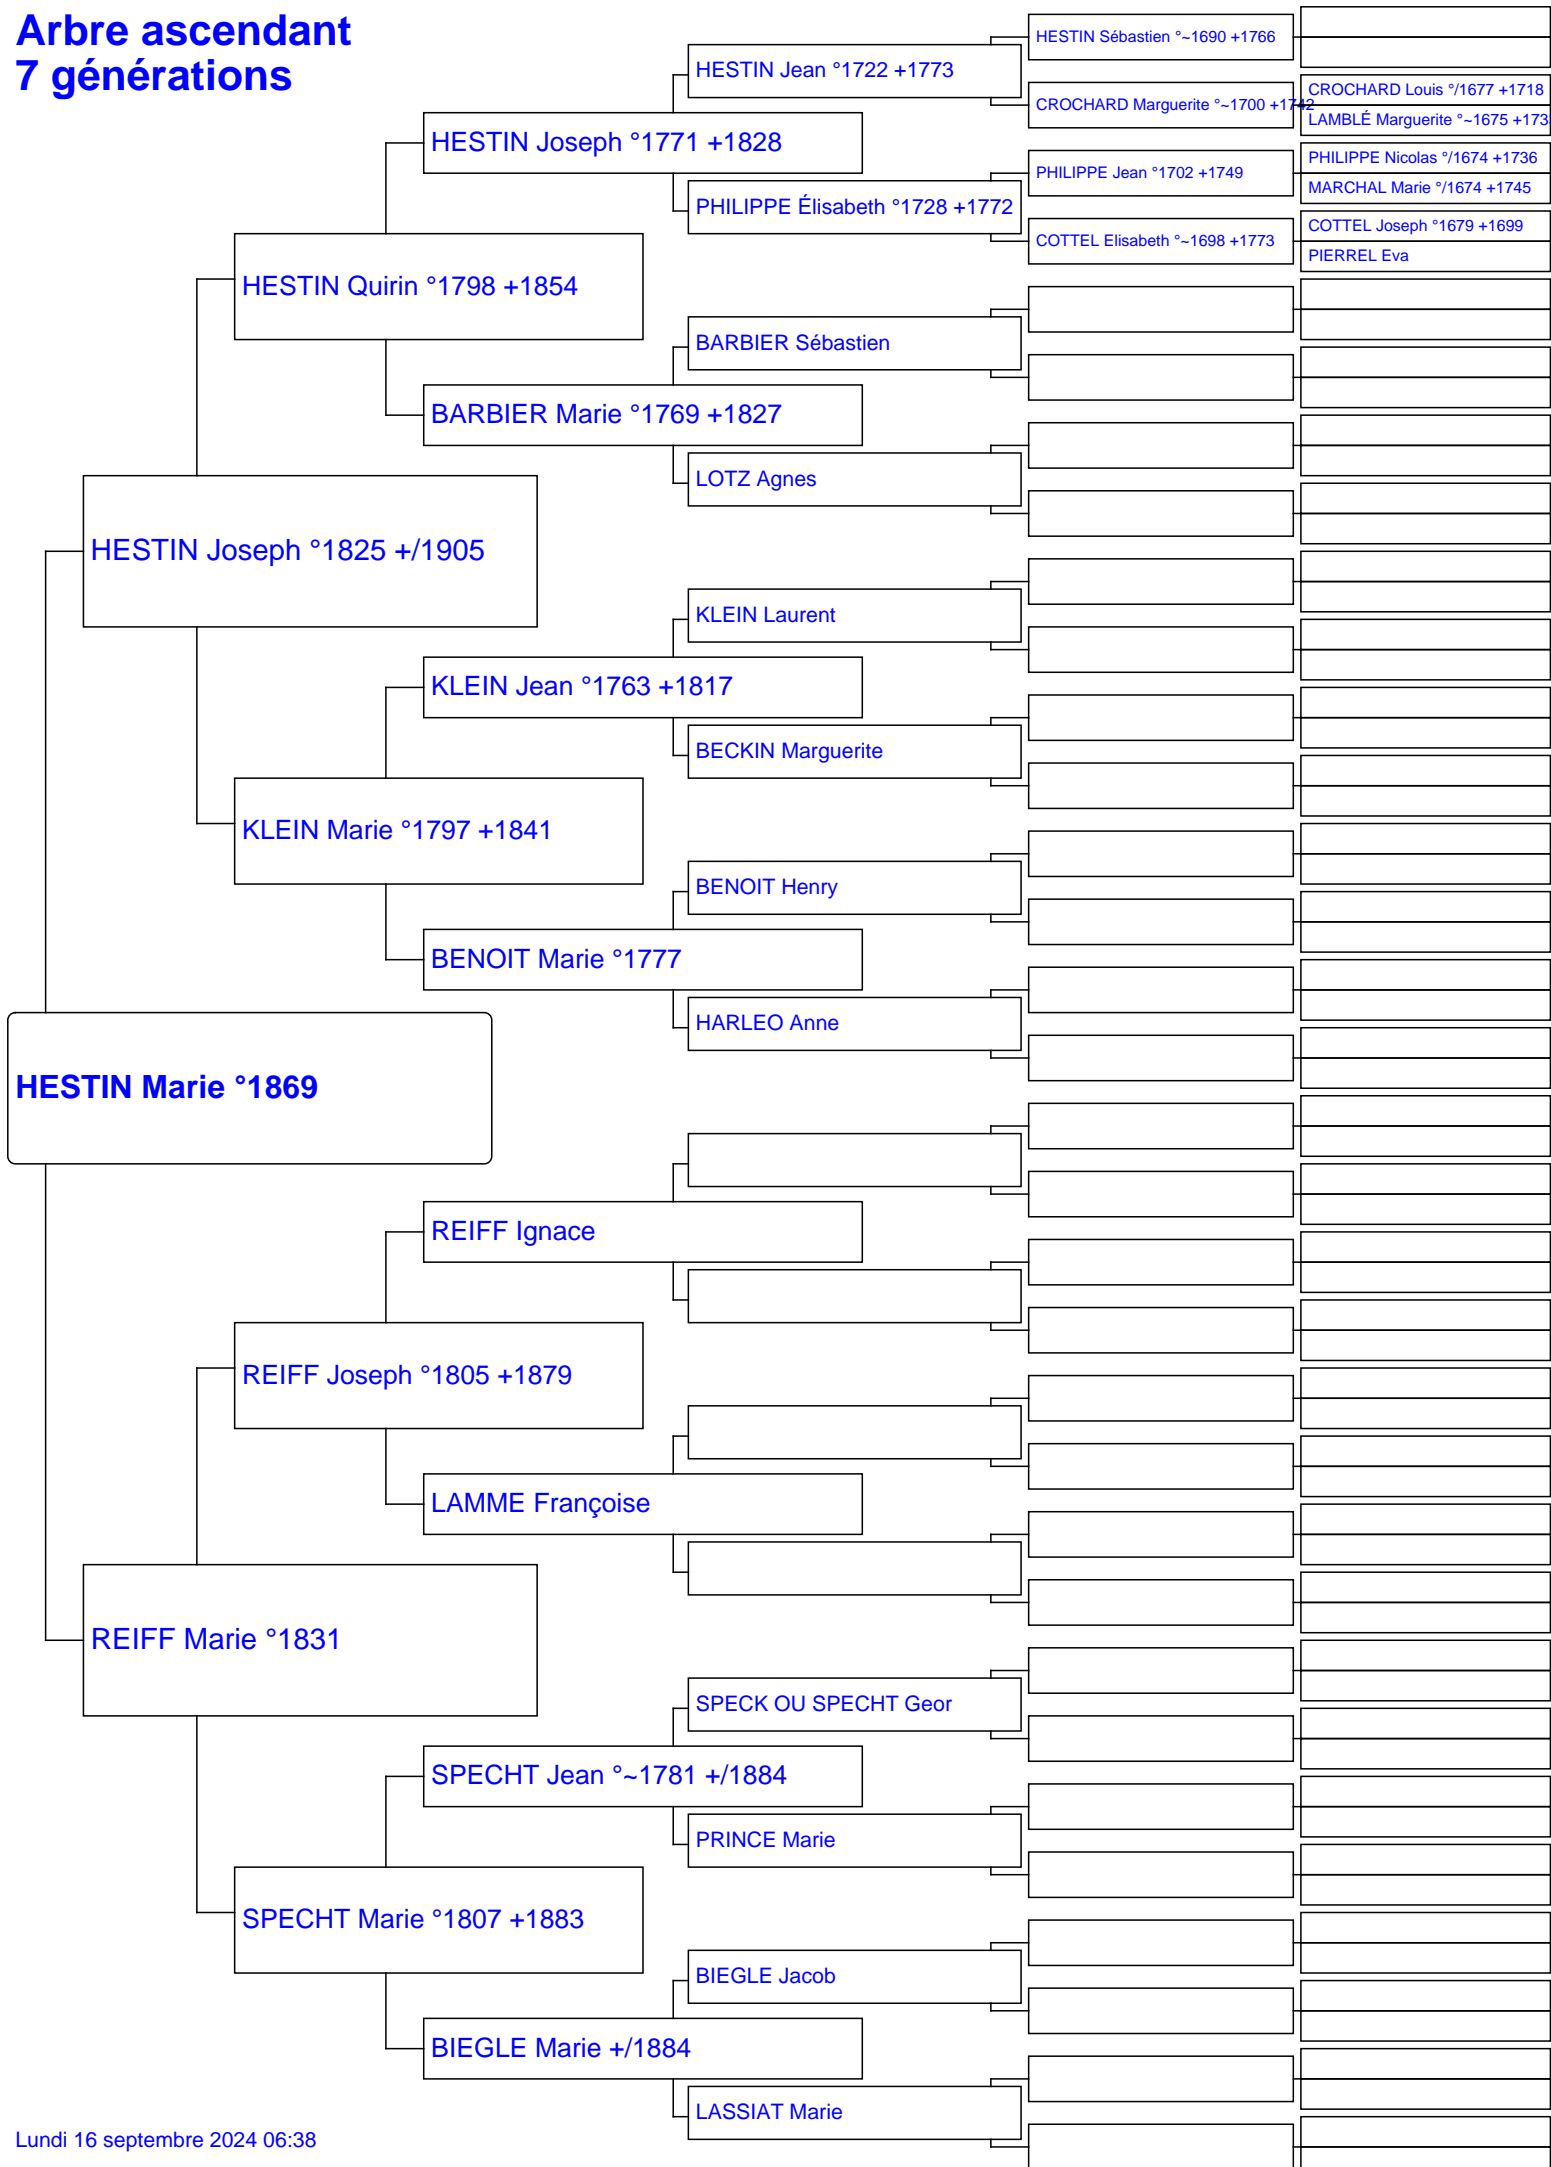 Arbre ascendant
7 générations
HESTIN Sébastien °~1690 +1766
HESTIN Jean °1722 +1773
CROCHARD Louis °/1677 +1718
CROCHARD Marguerite °~1700 +1742
LAMBLÉ Marguerite °~1675 +173
HESTIN Joseph °1771 +1828
PHILIPPE Nicolas °/1674 +1736
PHILIPPE Jean °1702 +1749
MARCHAL Marie °/1674 +1745
PHILIPPE Élisabeth °1728 +1772
COTTEL Joseph °1679 +1699
COTTEL Elisabeth °~1698 +1773
PIERREL Eva
HESTIN Quirin °1798 +1854
BARBIER Sébastien
BARBIER Marie °1769 +1827
LOTZ Agnes
HESTIN Joseph °1825 +/1905
KLEIN Laurent
KLEIN Jean °1763 +1817
BECKIN Marguerite
KLEIN Marie °1797 +1841
BENOIT Henry
BENOIT Marie °1777
HARLEO Anne
HESTIN Marie °1869
REIFF Ignace
REIFF Joseph °1805 +1879
LAMME Françoise
REIFF Marie °1831
SPECK OU SPECHT Geor
SPECHT Jean °~1781 +/1884
PRINCE Marie
SPECHT Marie °1807 +1883
BIEGLE Jacob
BIEGLE Marie +/1884
LASSIAT Marie
Lundi 16 septembre 2024 06:38